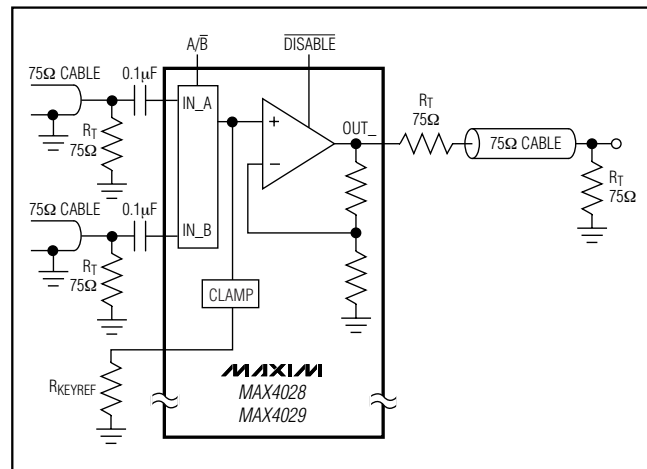 A/B̅
D̅I̅S̅A̅B̅L̅E̅
75Ω CABLE
0.1µF
IN_A
RT
75Ω
OUT_
RT
75Ω
75Ω CABLE
RT
75Ω
75Ω CABLE
0.1µF
IN_B
RT
75Ω
CLAMP
RKEYREF
MAXIM
MAX4028
MAX4029
+
−